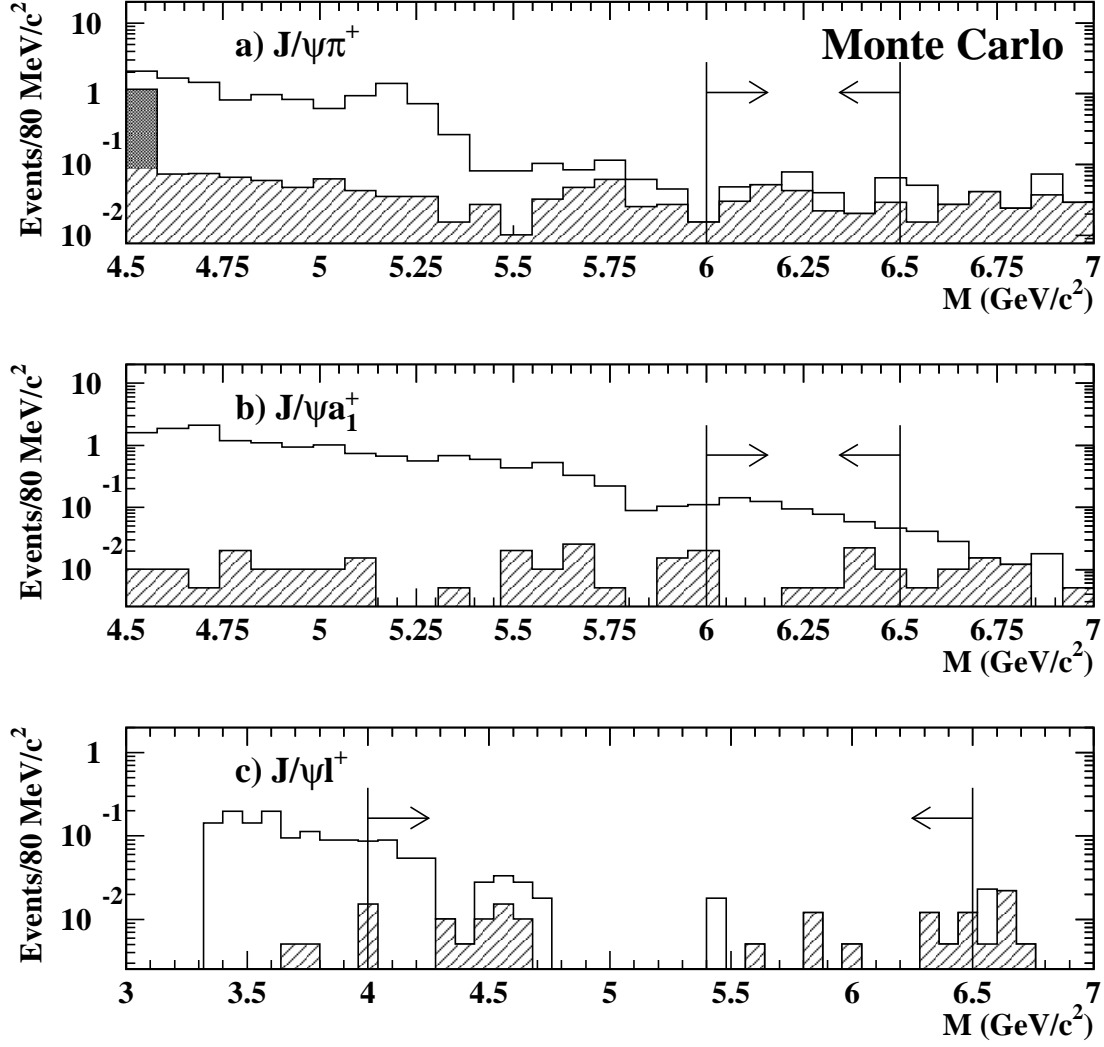 Events/80 MeV/c²
10
1
10⁻¹
10⁻²
a) J/ψπ⁺
Monte Carlo
4.5 4.75 5 5.25 5.5 5.75 6 6.25 6.5 6.75 7
M (GeV/c²)
Events/80 MeV/c²
10
1
10⁻¹
10⁻²
b) J/ψa₁⁺
4.5 4.75 5 5.25 5.5 5.75 6 6.25 6.5 6.75 7
M (GeV/c²)
Events/80 MeV/c²
1
10⁻¹
10⁻²
c) J/ψl⁺
3 3.5 4 4.5 5 5.5 6 6.5 7
M (GeV/c²)